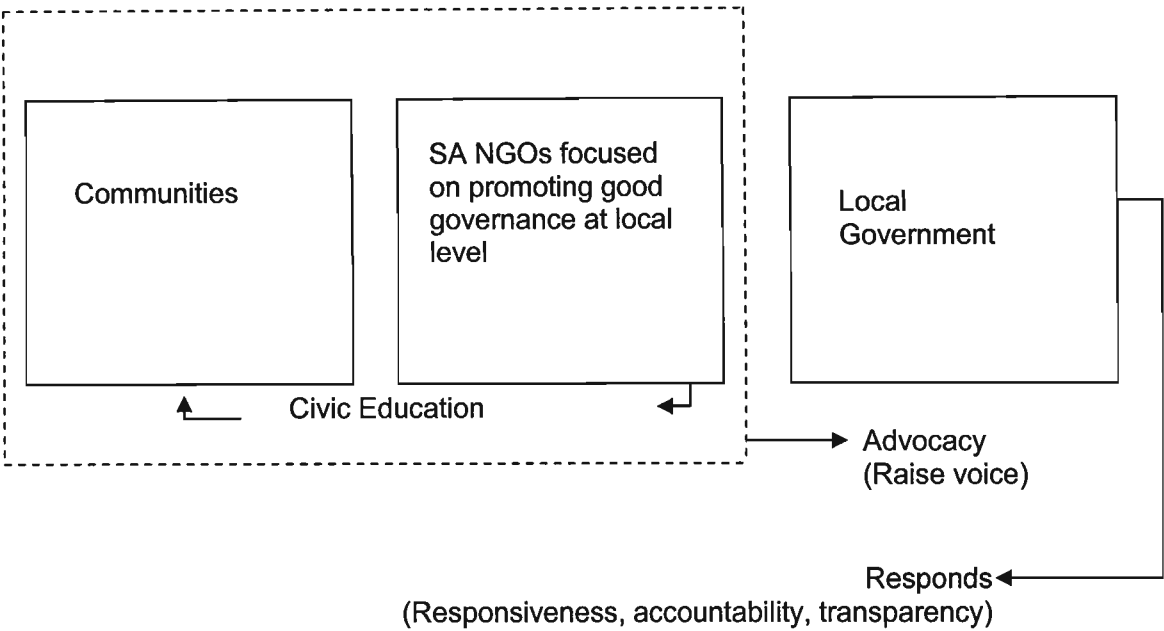 Communities
SA NGOs focused
on promoting good
governance at local
level
Local
Government
Civic Education
Advocacy
(Raise voice)
Responds
(Responsiveness, accountability, transparency)